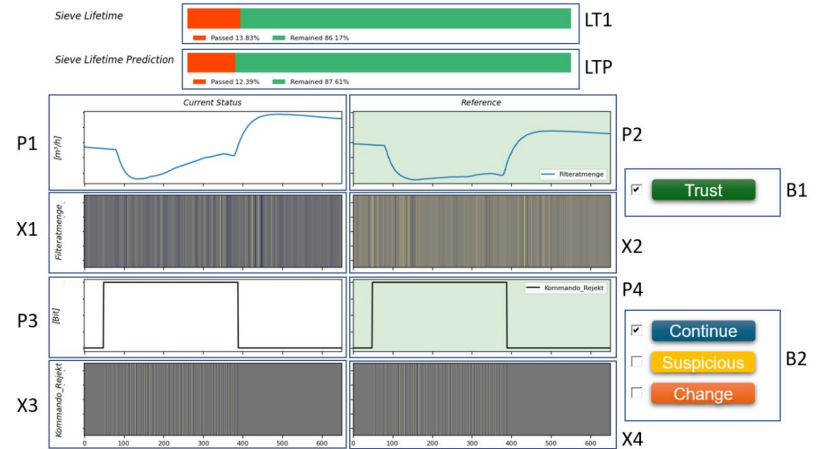 Sieve Lifetime
LT1
Passed 13.83% Remained 86.17%
Sieve Lifetime Prediction
LTP
Passed 12.39% Remained 87.61%
Current Status Reference
P1
[m³/h]
Filteratmenge
P2
Trust
B1
X1
Filteratmenge
X2
P3
[Bit]
Kommando_Rejekt
P4
Continue
Suspicious
Change
B2
X3
Kommando_Rejekt
0 100 200 300 400 500 600 0 100 200 300 400 500 600
X4